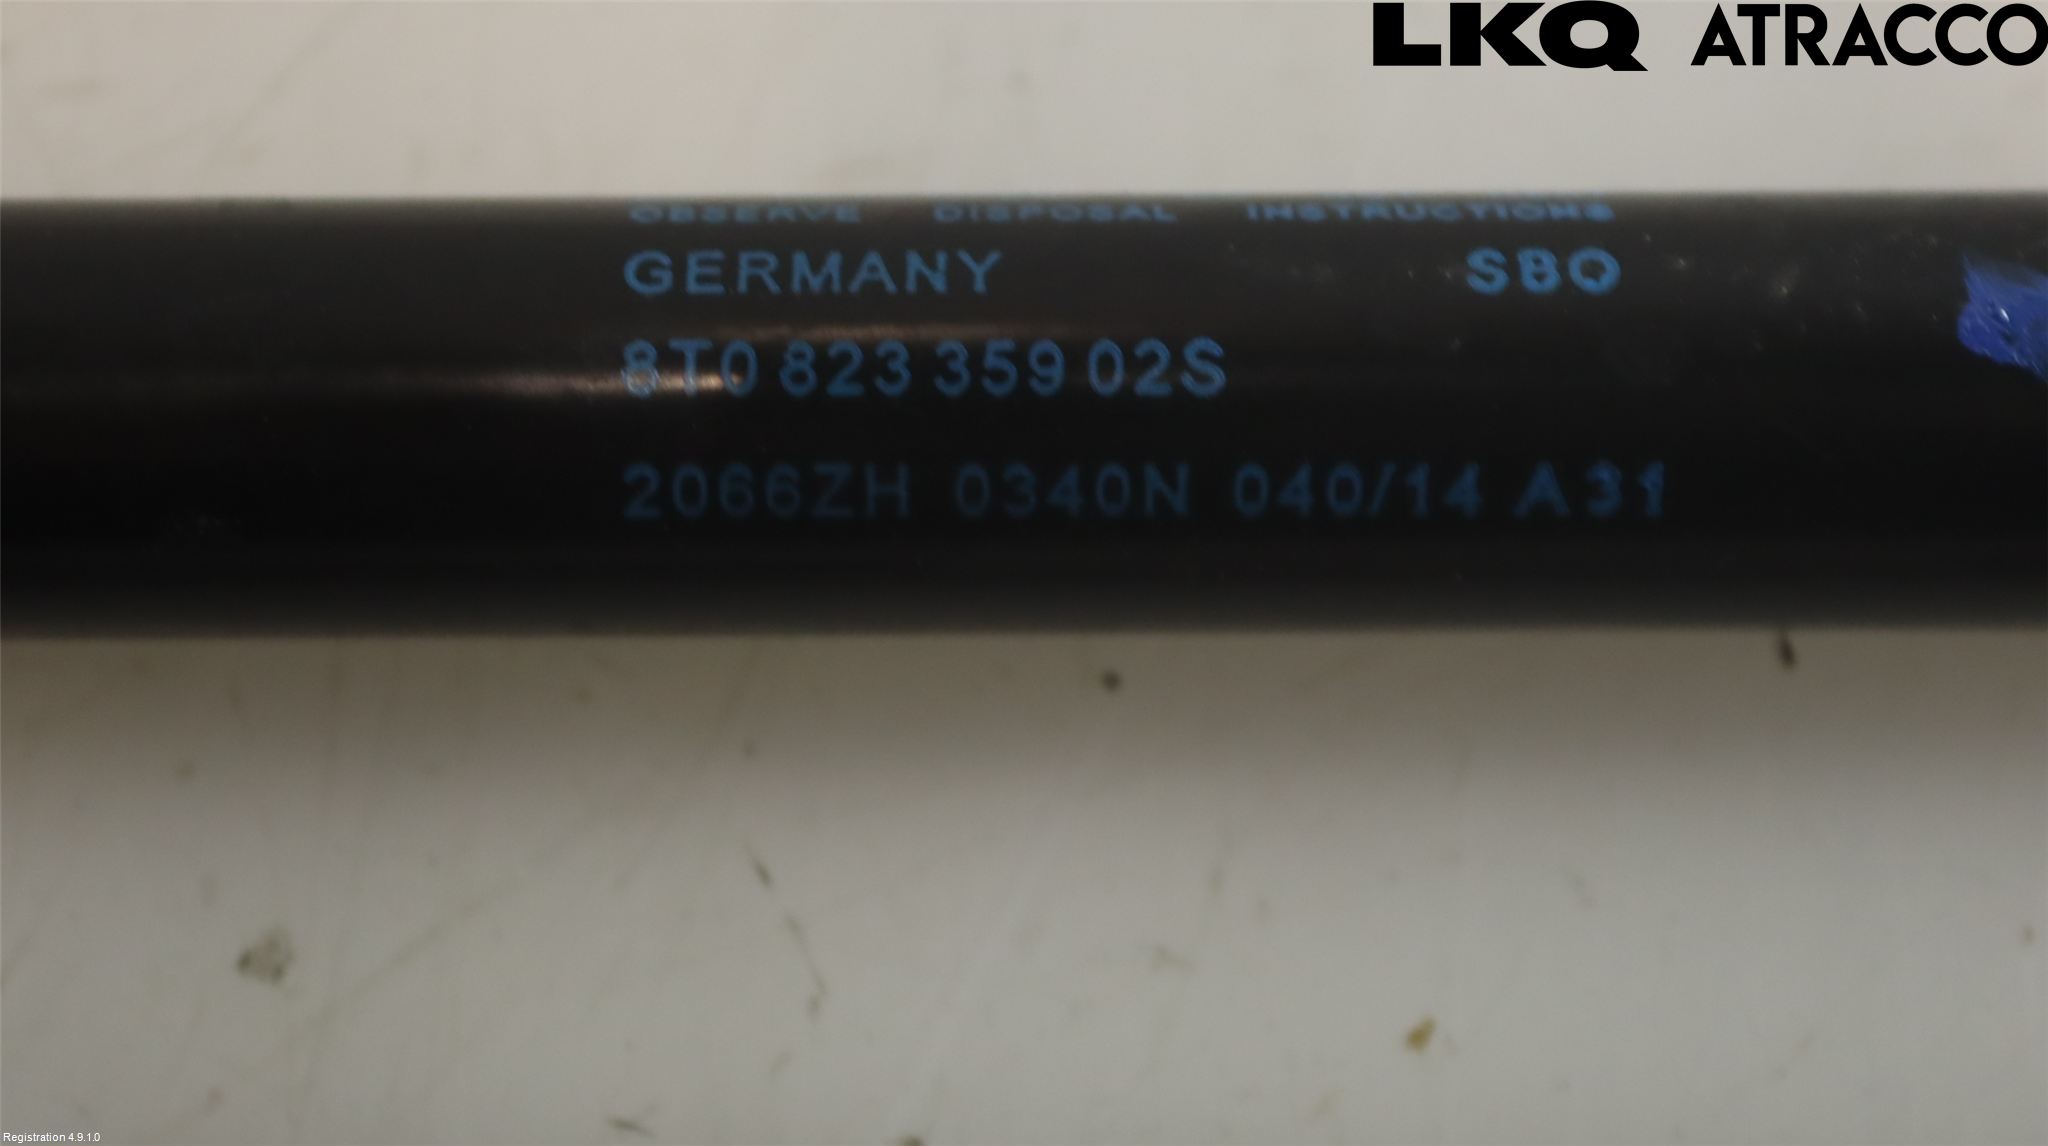 LKQ ATRACCO
OBSERVE DISPOSAL INSTRUCTIONS
GERMANY SBO
8T0 823 359 02S
2066ZH 0340N 040/14 A31
Registration 4.9.1.0